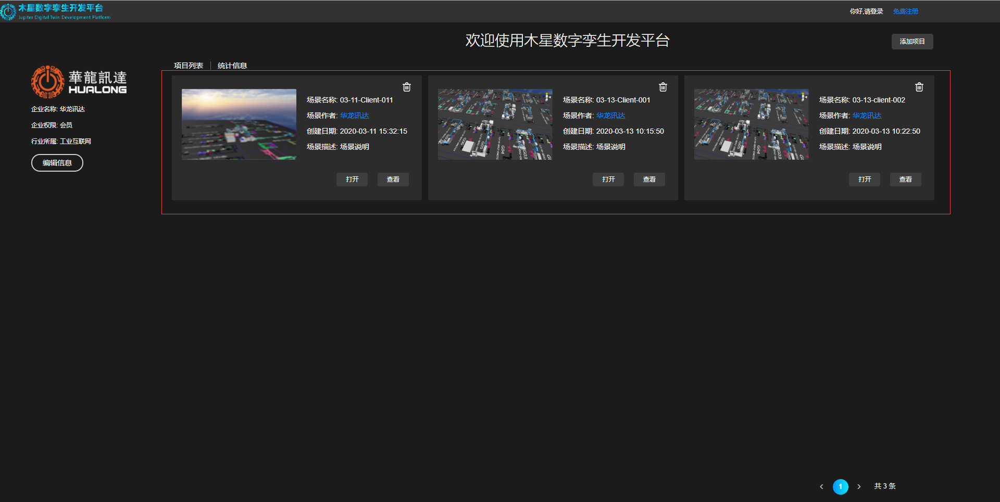 木星数字孪生开发平台
Jupiter Digital Twin Development Platform
你好,请登录 免费注册
欢迎使用木星数字孪生开发平台
添加项目
華龍訊達
HUALONG
企业名称: 华龙讯达
企业权限: 会员
行业所属: 工业互联网
编辑信息
项目列表 统计信息
场景名称: 03-11-Client-011
场景作者: 华龙讯达
创建日期: 2020-03-11 15:32:15
场景描述: 场景说明
打开 查看
G05
G04
G03
场景名称: 03-13-Client-001
场景作者: 华龙讯达
创建日期: 2020-03-13 10:15:50
场景描述: 场景说明
打开 查看
G05
G04
G03
场景名称: 03-13-client-002
场景作者: 华龙讯达
创建日期: 2020-03-13 10:22:50
场景描述: 场景说明
打开 查看
1 共 3 条